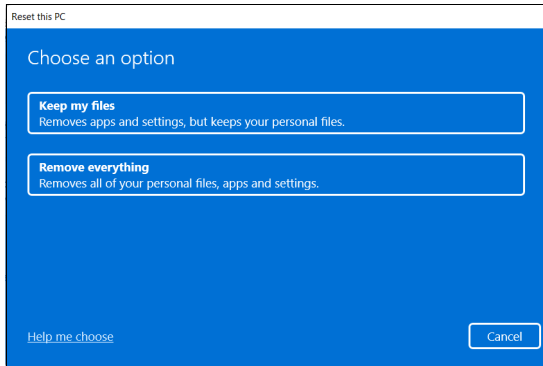 Reset this PC
Choose an option
Keep my files
Removes apps and settings, but keeps your personal files.
Remove everything
Removes all of your personal files, apps and settings.
Help me choose
Cancel